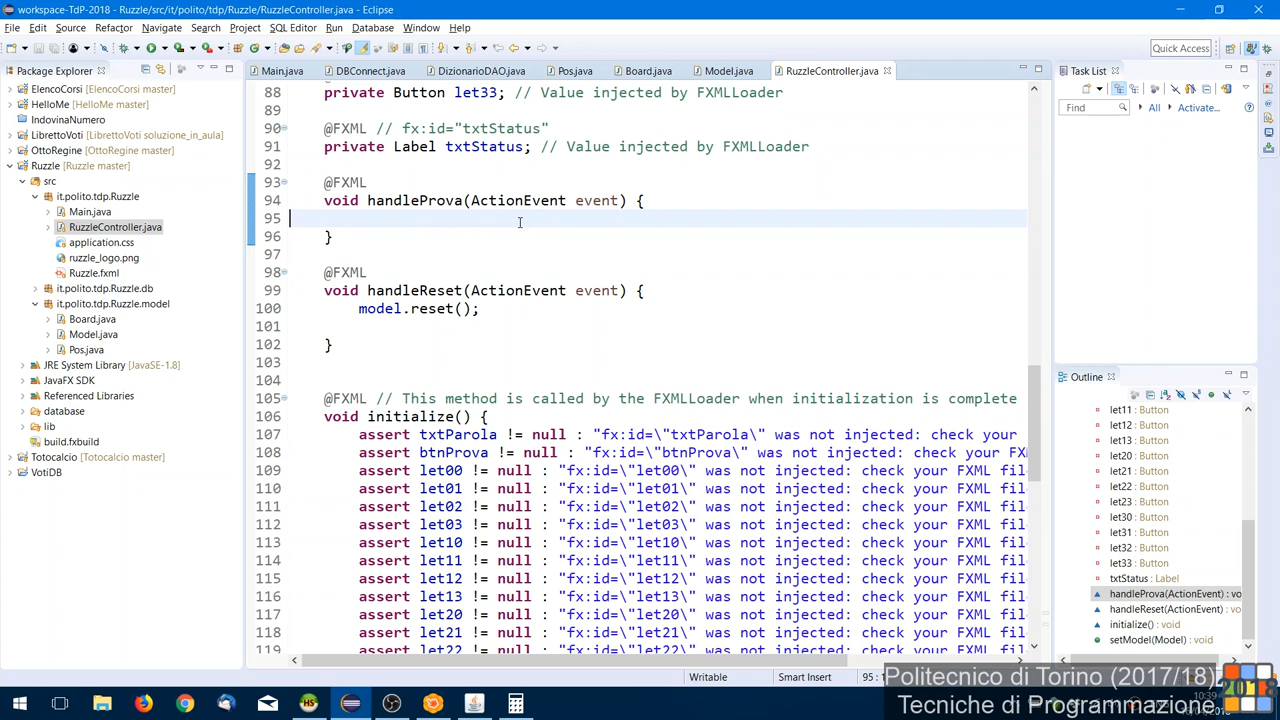 workspace-TdP-2018 - Ruzzle/src/it/polito/tdp/Ruzzle/RuzzleController.java - Eclipse
File Edit Source Refactor Navigate Search Project SQL Editor Run Database Window Help
Quick Access
Package Explorer
Main.java DBConnect.java DizionarioDAO.java Pos.java Board.java Model.java RuzzleController.java
Task List
Find All Activate...
ElencoCorsi [ElencoCorsi master]
HelloMe [HelloMe master]
IndovinaNumero
LibrettoVoti [LibrettoVoti soluzione_in_aula]
OttoRegine [OttoRegine master]
Ruzzle [Ruzzle master]
src
it.polito.tdp.Ruzzle
Main.java
RuzzleController.java
application.css
ruzzle_logo.png
Ruzzle.fxml
it.polito.tdp.Ruzzle.db
it.polito.tdp.Ruzzle.model
Board.java
Model.java
Pos.java
JRE System Library [JavaSE-1.8]
JavaFX SDK
Referenced Libraries
database
lib
build.fxbuild
Totocalcio [Totocalcio master]
VotiDB
88 private Button let33; // Value injected by FXMLLoader
90 @FXML // fx:id="txtStatus"
91 private Label txtStatus; // Value injected by FXMLLoader
92
93 @FXML
94 void handleProva(ActionEvent event) {
95
96 }
97
98 @FXML
99 void handleReset(ActionEvent event) {
100 model.reset();
101
102 }
103
104
105 @FXML // This method is called by the FXMLLoader when initialization is complete
106 void initialize() {
107 assert txtParola != null : "fx:id=\"txtParola\" was not injected: check your
108 assert btnProva != null : "fx:id=\"btnProva\" was not injected: check your FX
109 assert let00 != null : "fx:id=\"let00\" was not injected: check your FXML fil
110 assert let01 != null : "fx:id=\"let01\" was not injected: check your FXML fil
111 assert let02 != null : "fx:id=\"let02\" was not injected: check your FXML fil
112 assert let03 != null : "fx:id=\"let03\" was not injected: check your FXML fil
113 assert let10 != null : "fx:id=\"let10\" was not injected: check your FXML fil
114 assert let11 != null : "fx:id=\"let11\" was not injected: check your FXML fil
115 assert let12 != null : "fx:id=\"let12\" was not injected: check your FXML fil
116 assert let13 != null : "fx:id=\"let13\" was not injected: check your FXML fil
117 assert let20 != null : "fx:id=\"let20\" was not injected: check your FXML fil
118 assert let21 != null : "fx:id=\"let21\" was not injected: check your FXML fil
119 assert let22 != null : "fx:id=\"let22\" was not injected: check your FXML fil
Outline
let11 : Button
let12 : Button
let13 : Button
let20 : Button
let21 : Button
let22 : Button
let23 : Button
let30 : Button
let31 : Button
let32 : Button
let33 : Button
txtStatus : Label
handleProva(ActionEvent) : vo
handleReset(ActionEvent) : vo
initialize() : void
setModel(Model) : void
Writable Smart Insert 95 : 1
Politecnico di Torino (2017/18)
Tecniche di Programmazione
10:39
2018